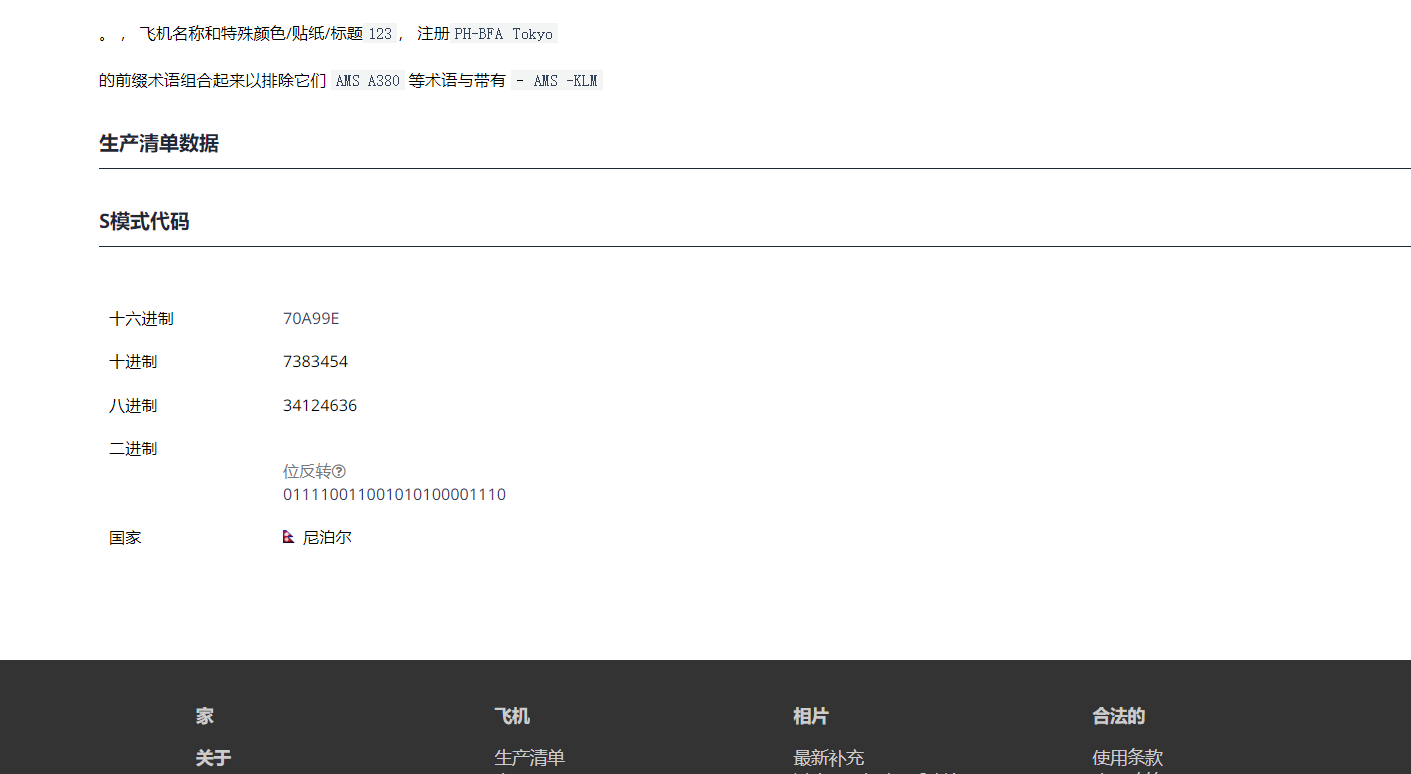 。 ， 飞机名称和特殊颜色/贴纸/标题 123 ， 注册 PH-BFA Tokyo
的前缀术语组合起来以排除它们 AMS A380 等术语与带有 - AMS -KLM
生产清单数据
S模式代码
十六进制 70A99E
十进制 7383454
八进制 34124636
二进制
位反转
011110011001010100001110
国家 尼泊尔
家 飞机 相片 合法的
关于 生产清单 最新补充 使用条款